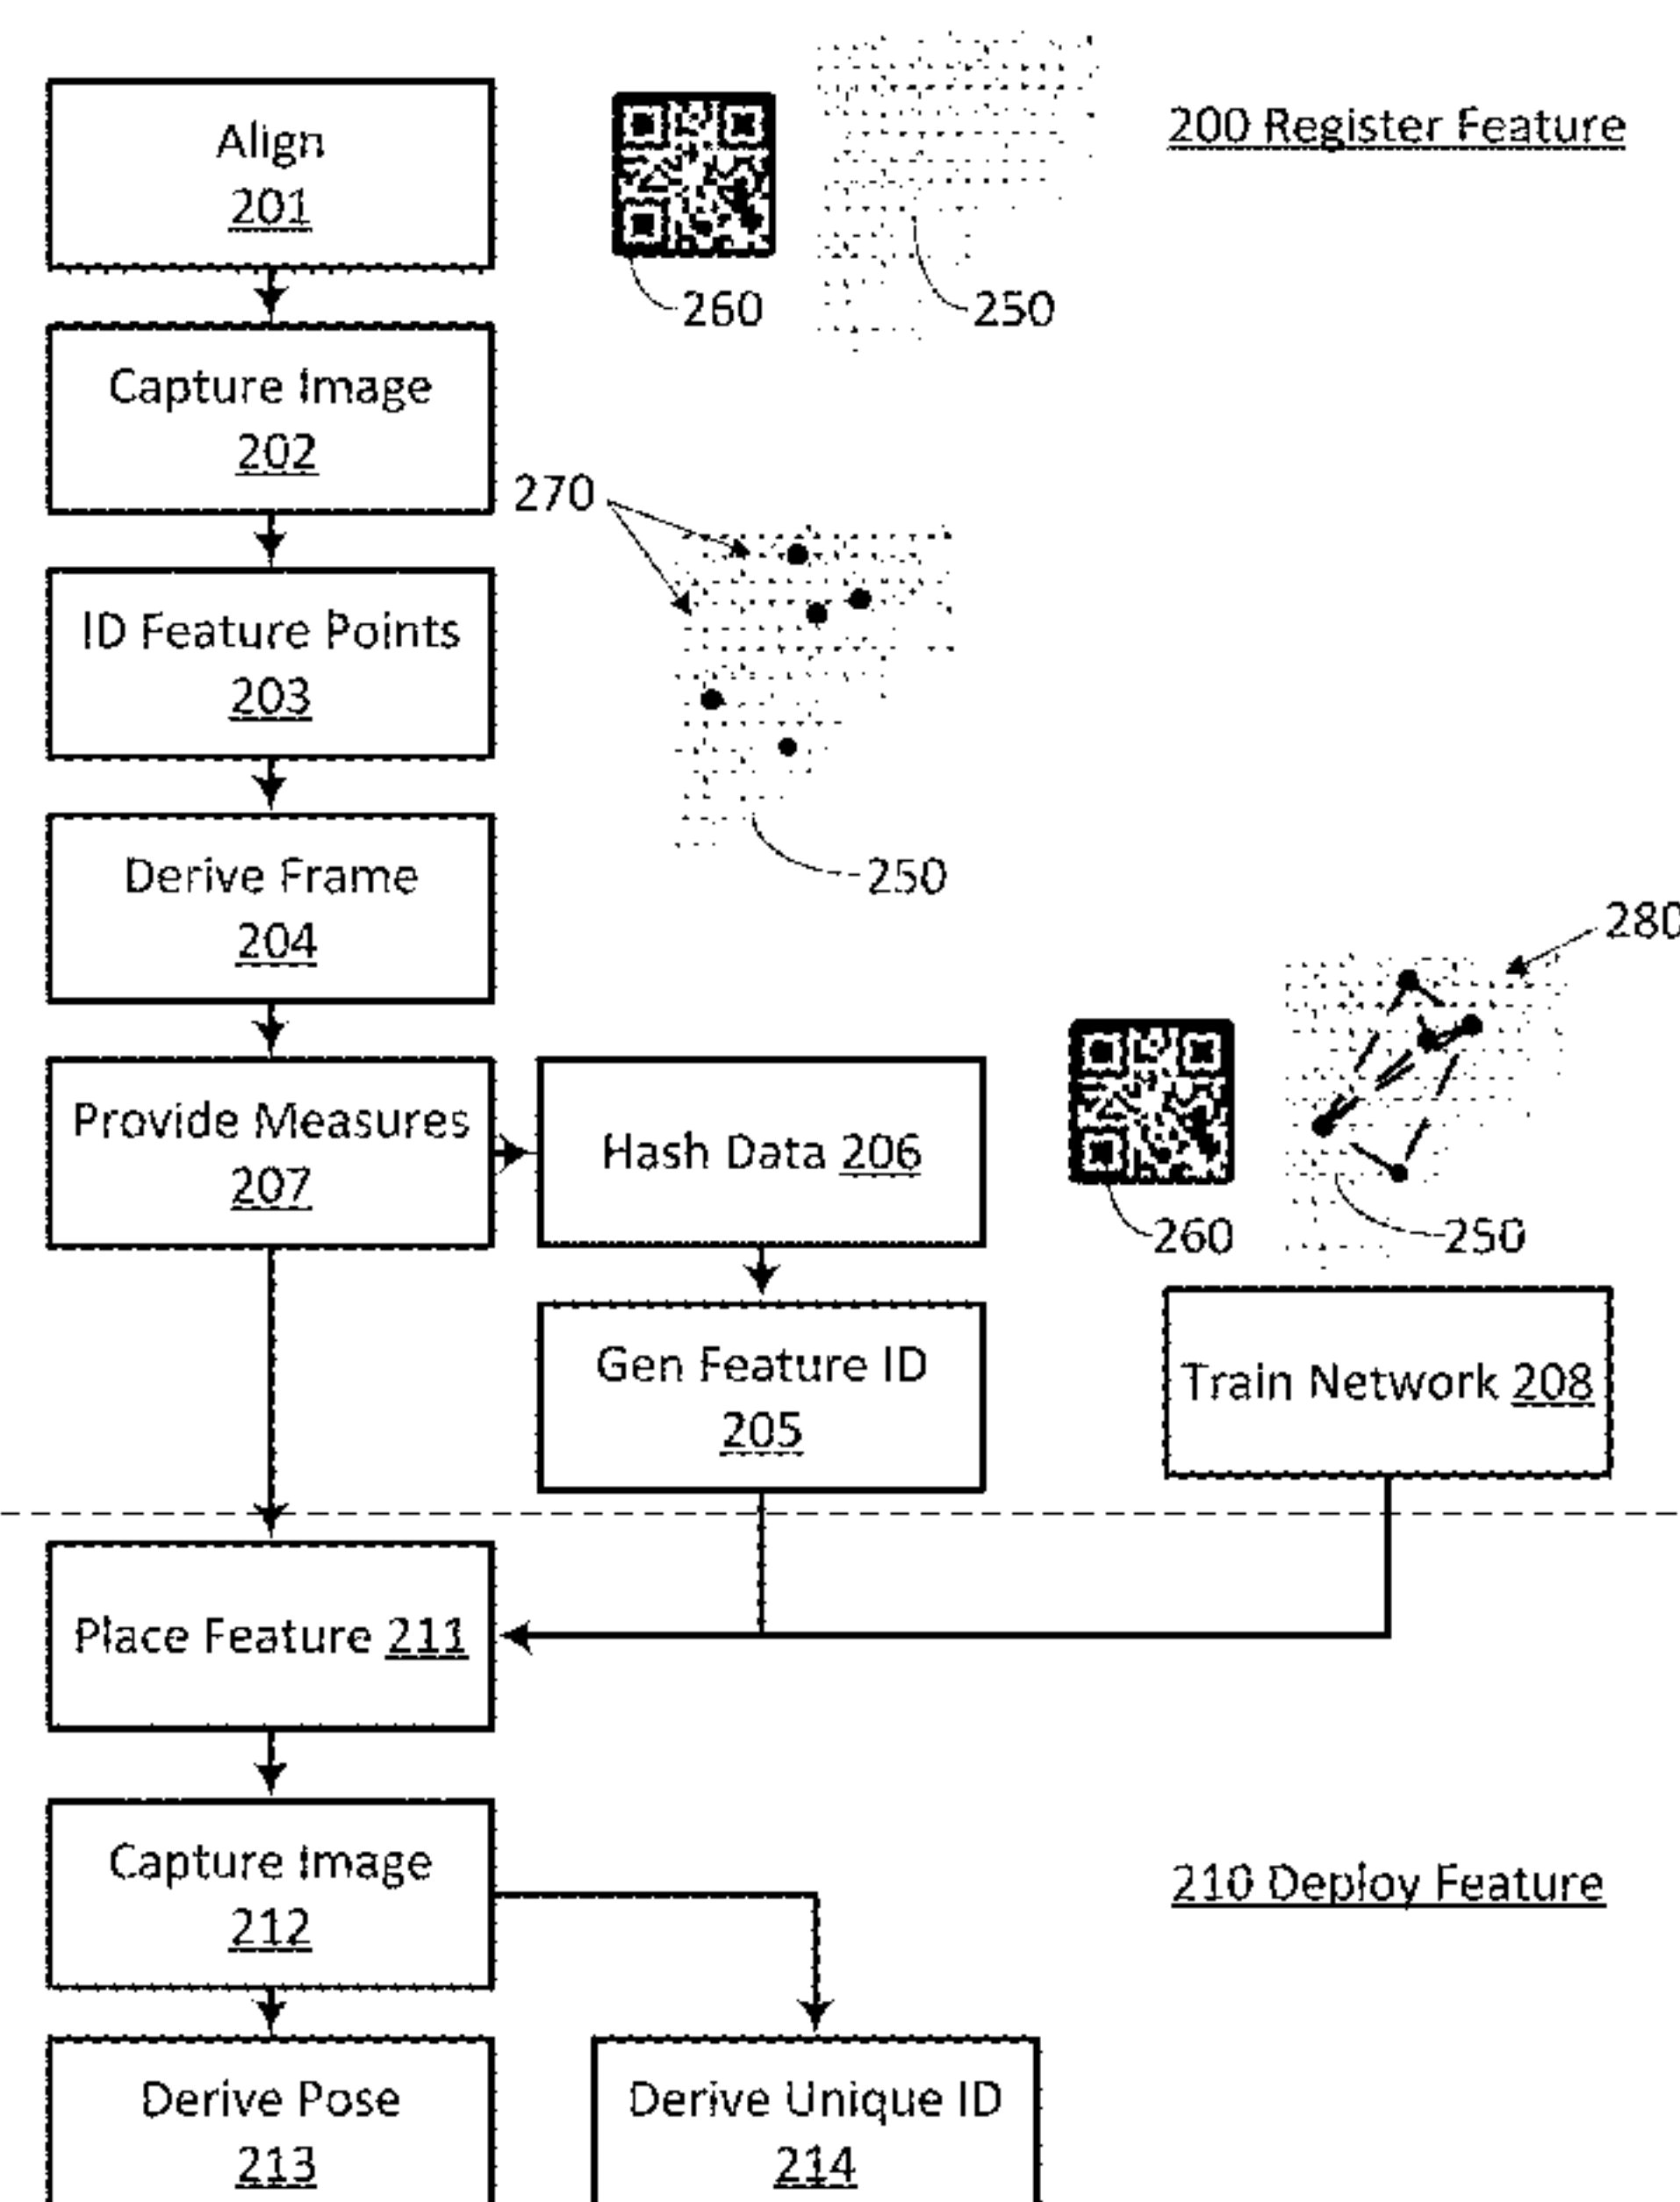 200 Register Feature
Align
201
260
250
Capture Image
202
270
ID Feature Points
203
250
Derive Frame
204
280
Provide Measures
207
Hash Data 206
260
250
Gen Feature ID
205
Train Network 208
Place Feature 211
Capture Image
212
210 Deploy Feature
Derive Pose
213
Derive Unique ID
214